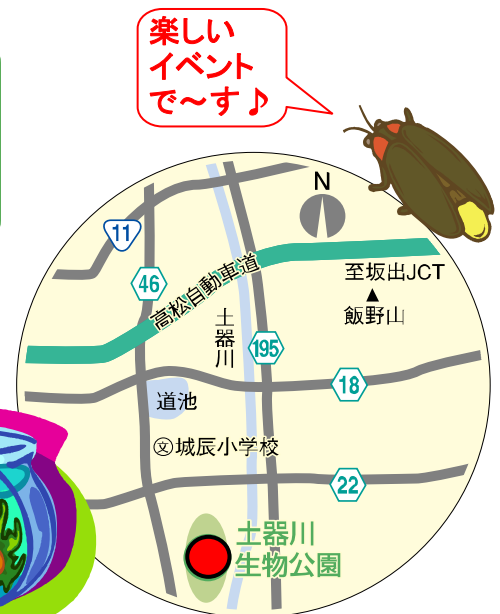 楽しい
イベント
で〜す♪
N
11
46
高松自動車道
至坂出JCT
▲
飯野山
土器川
195
18
道池
文城辰小学校
22
土器川
生物公園